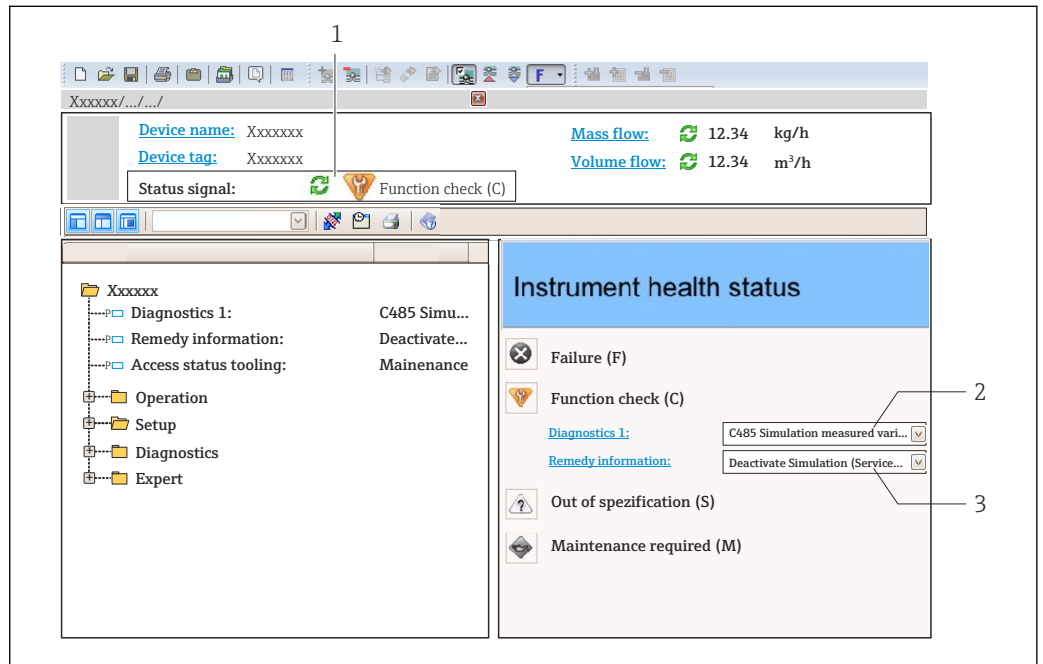 1
F
Xxxxxx/.../.../
Device name: Xxxxxxx Mass flow: 12.34 kg/h
Device tag: Xxxxxxx Volume flow: 12.34 m³/h
Status signal: Function check (C)
Xxxxxx
P Diagnostics 1: C485 Simu...
P Remedy information: Deactivate...
P Access status tooling: Mainenance
Operation
Setup
Diagnostics
Expert
Instrument health status
Failure (F)
Function check (C)
2
Diagnostics 1: C485 Simulation measured vari...
Remedy information: Deactivate Simulation (Service...
Out of spezification (S)
3
Maintenance required (M)